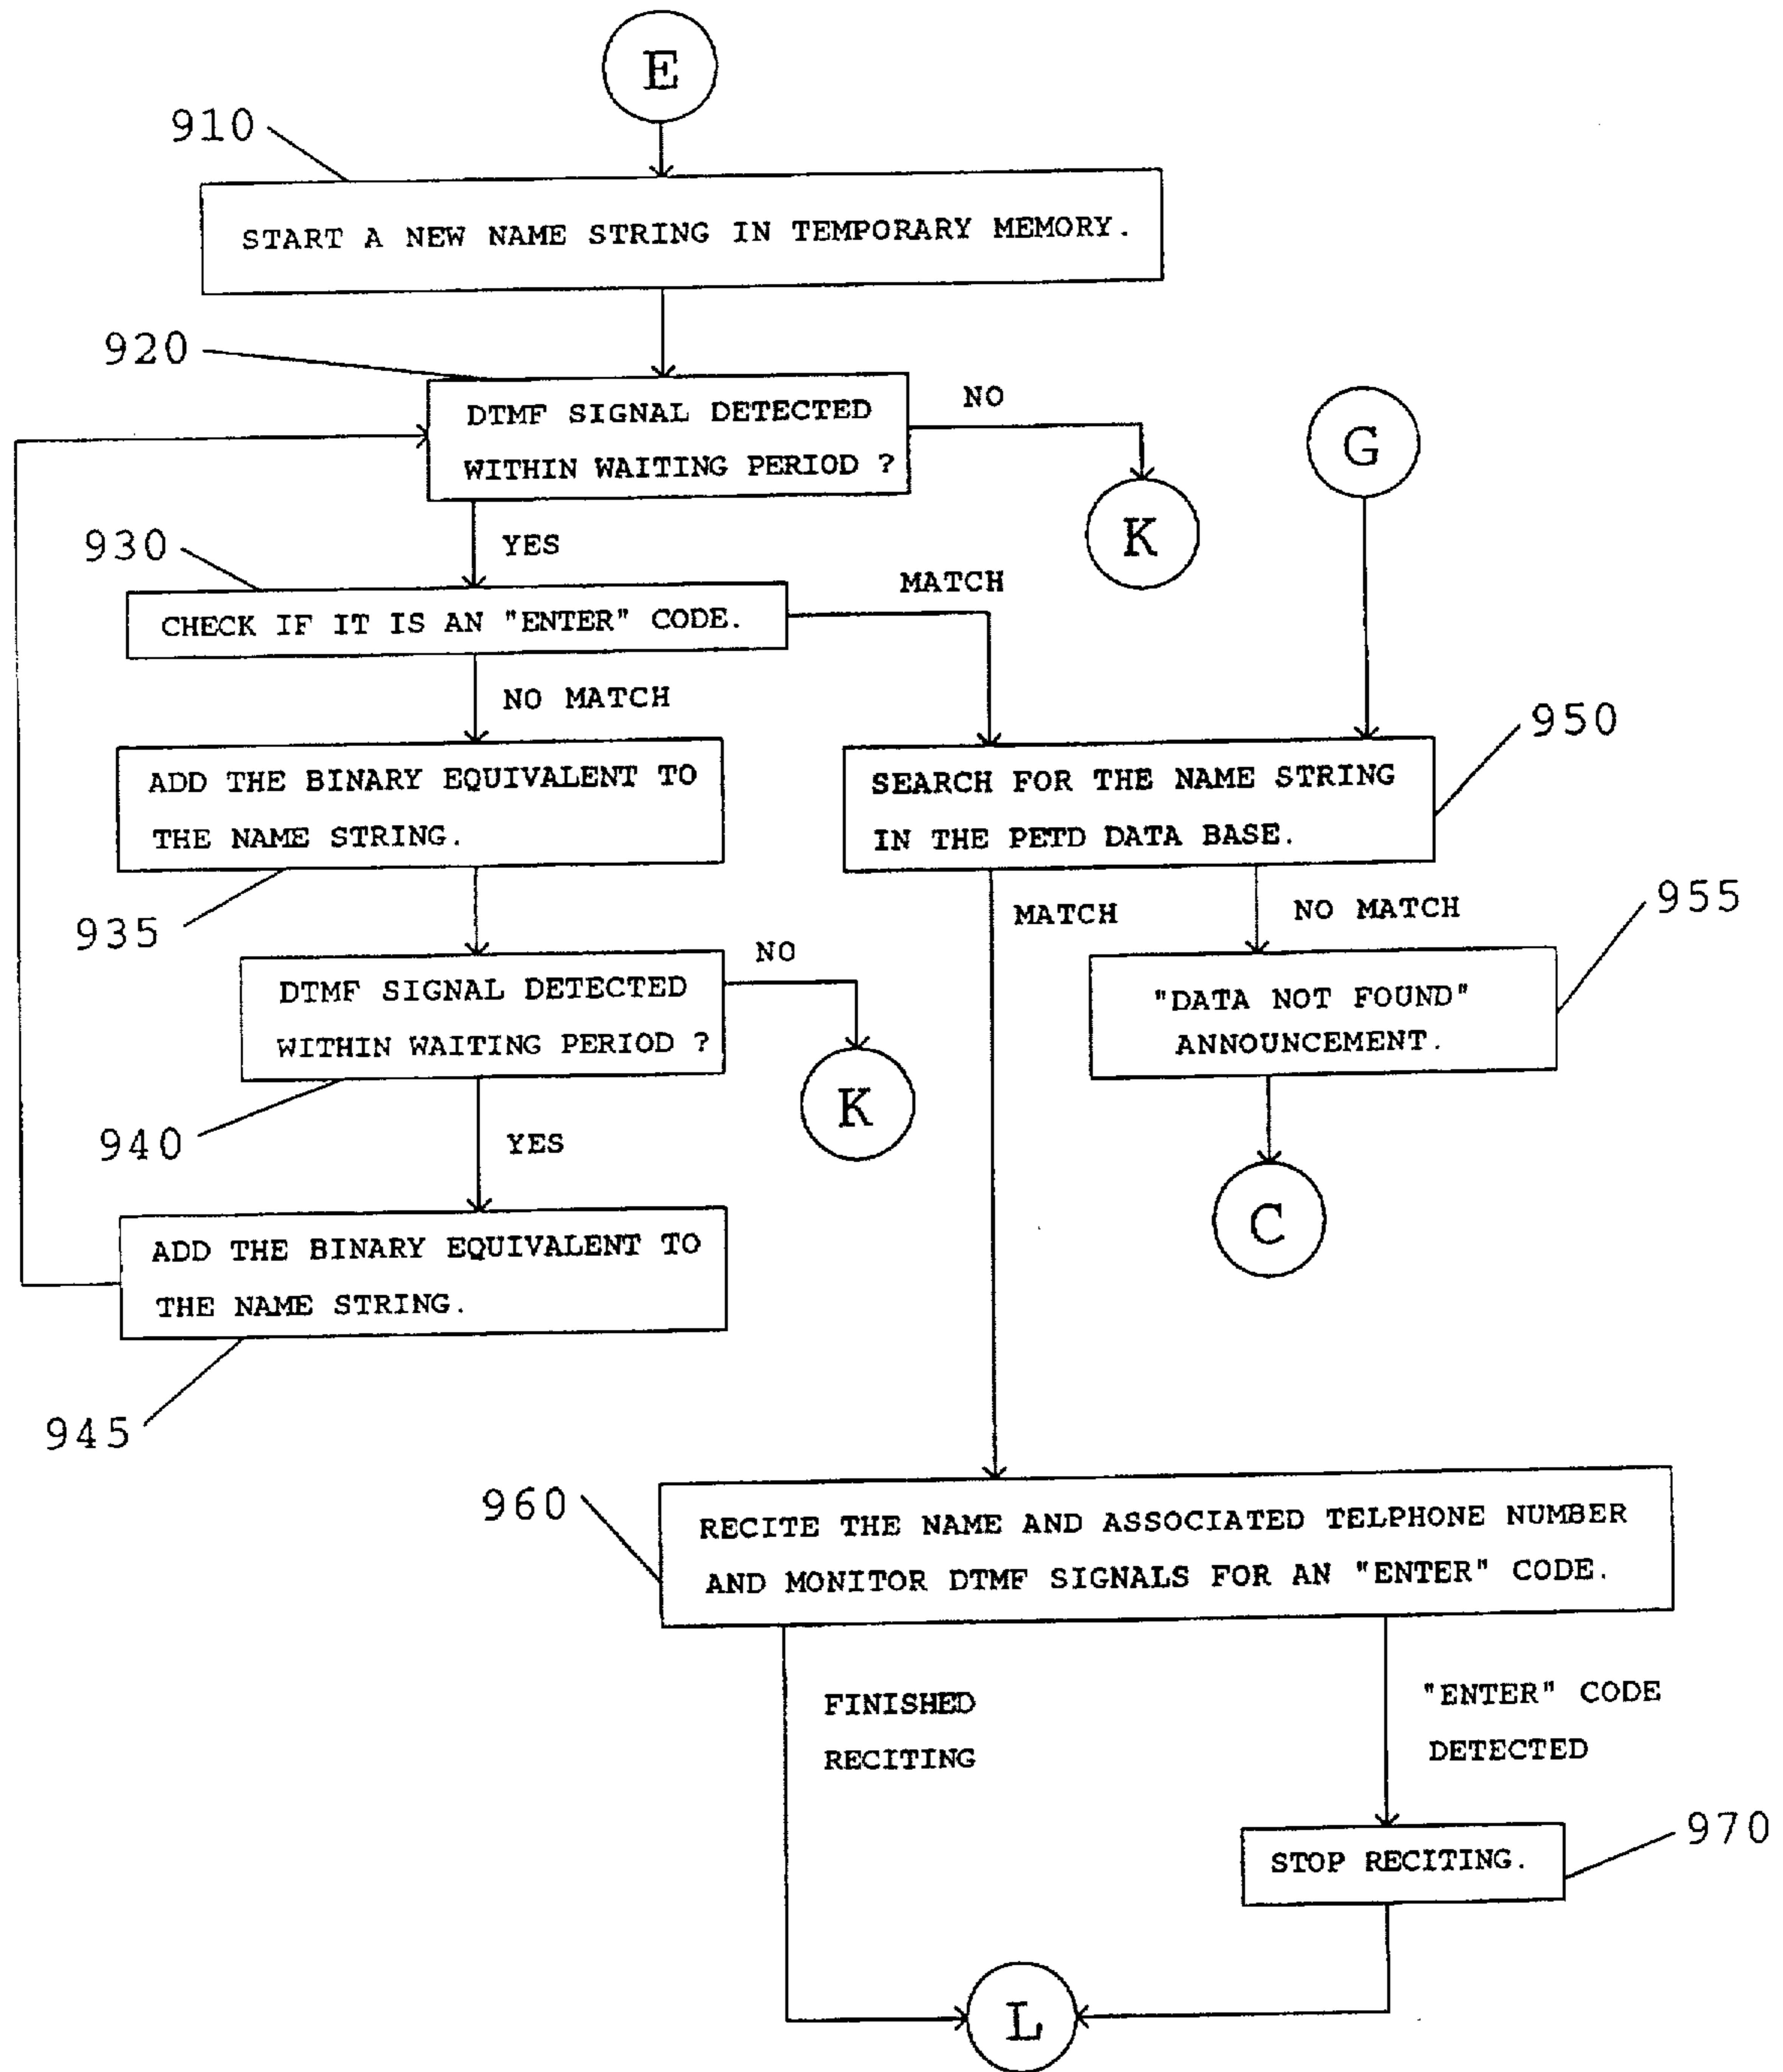 E
910
START A NEW NAME STRING IN TEMPORARY MEMORY.
920
DTMF SIGNAL DETECTED
WITHIN WAITING PERIOD ?
NO
K
G
YES
930
CHECK IF IT IS AN "ENTER" CODE.
MATCH
NO MATCH
935
ADD THE BINARY EQUIVALENT TO
THE NAME STRING.
950
SEARCH FOR THE NAME STRING
IN THE PETD DATA BASE.
MATCH
NO MATCH
955
"DATA NOT FOUND"
ANNOUNCEMENT.
C
940
DTMF SIGNAL DETECTED
WITHIN WAITING PERIOD ?
NO
K
YES
945
ADD THE BINARY EQUIVALENT TO
THE NAME STRING.
960
RECITE THE NAME AND ASSOCIATED TELPHONE NUMBER
AND MONITOR DTMF SIGNALS FOR AN "ENTER" CODE.
FINISHED
RECITING
"ENTER" CODE
DETECTED
970
STOP RECITING.
L